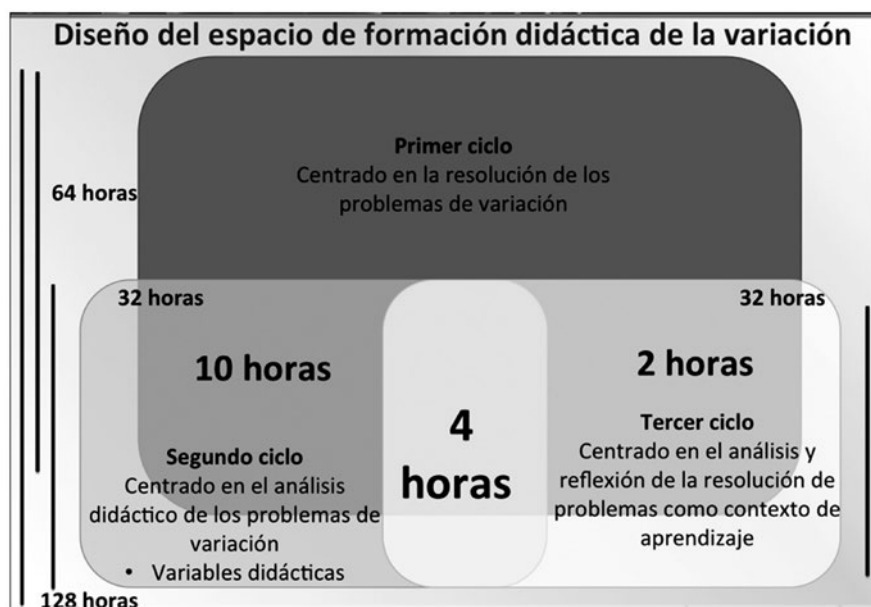 Diseño del espacio de formación didáctica de la variación
Primer ciclo
Centrado en la resolución de los
problemas de variación
64 horas
32 horas
32 horas
10 horas
2 horas
4
horas
Segundo ciclo
Centrado en el análisis
didáctico de los problemas de
variación
• Variables didácticas
Tercer ciclo
Centrado en el análisis y
reflexión de la resolución de
problemas como contexto de
aprendizaje
128 horas